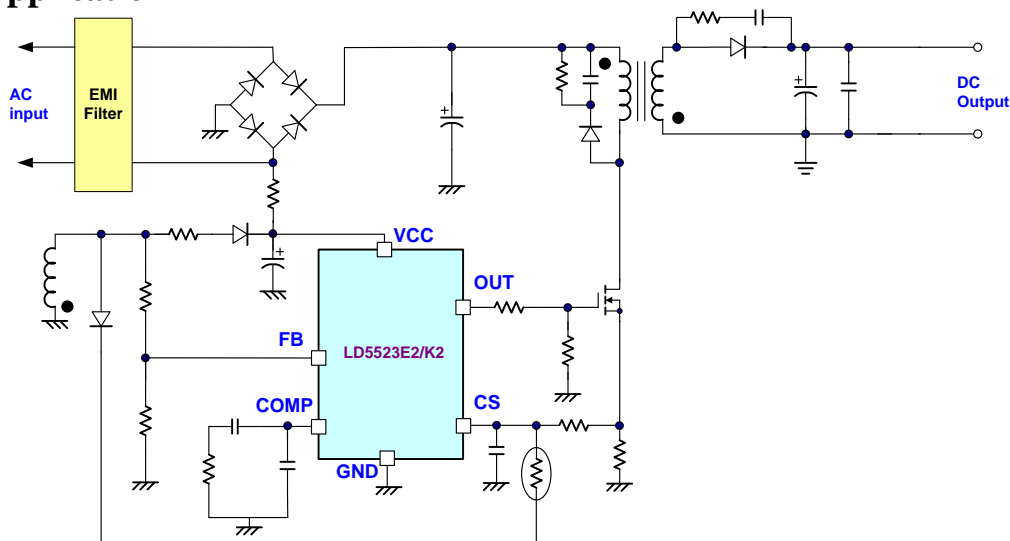 AC
input
EMI
Filter
DC
Output
+
+
+
VCC
OUT
FB
LD5523E2/K2
COMP
CS
GND